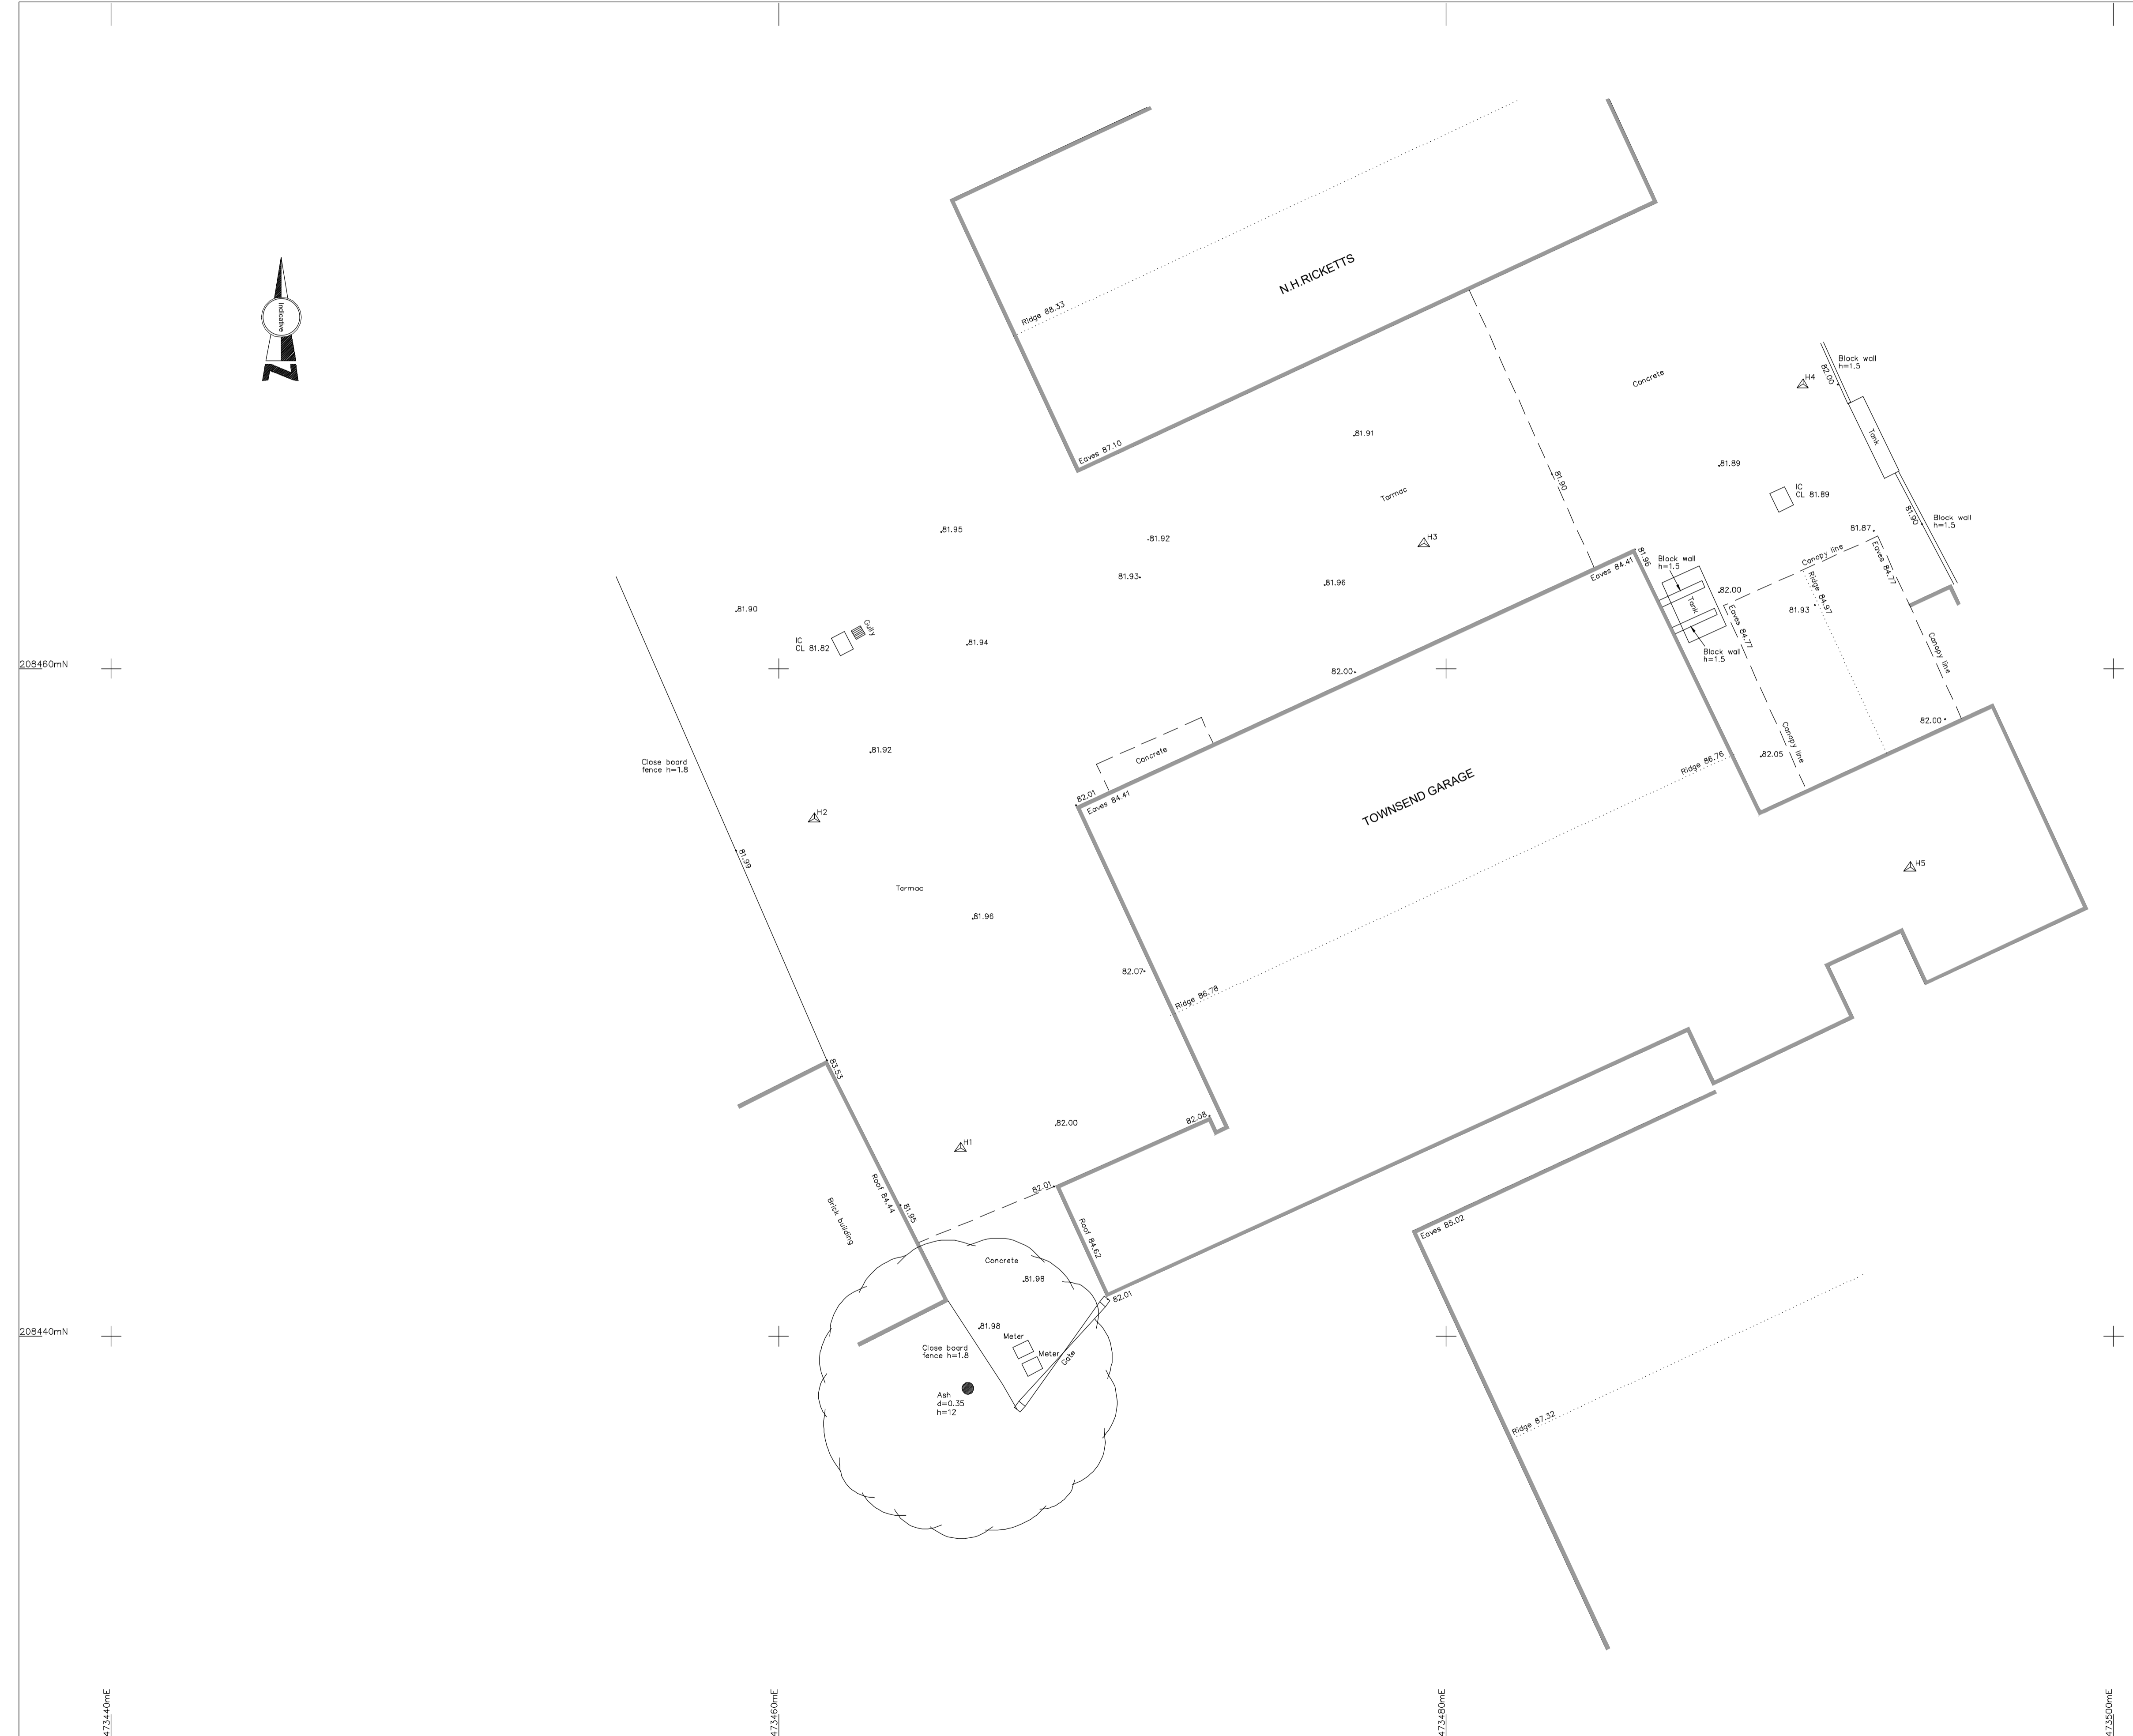 Indicative
N
N.H.RICKETTS
Ridge 88.33
Eaves 87.10
Concrete
H4
Block wall
h=1.5
82.00
Tank
81.91
81.89
IC
CL 81.89
81.90
Tarmac
81.90
Block wall
h=1.5
81.87
81.95
81.92
H3
81.93
81.96
Eaves 84.41
81.96
Block wall
h=1.5
Tank
82.00
Canopy line
Eaves 84.77
Ridge 84.97
81.93
Eaves 84.77
Canopy line
Block wall
h=1.5
81.90
Gully
IC
CL 81.82
81.94
208460mN
82.00
82.00
Canopy line
82.05
Concrete
Close board
fence h=1.8
81.92
Ridge 86.76
82.01
Eaves 84.41
TOWNSEND GARAGE
H2
81.99
H5
Tarmac
81.96
82.07
Ridge 86.78
83.53
82.08
82.00
H1
82.01
Roof 84.44
81.95
Brick building
Roof 84.62
Eaves 85.02
Concrete
81.98
82.01
208440mN
81.98
Meter
Meter
Gate
Close board
fence h=1.8
Ash
d=0.35
h=12
Ridge 87.32
473440mE
473460mE
473480mE
473500mE